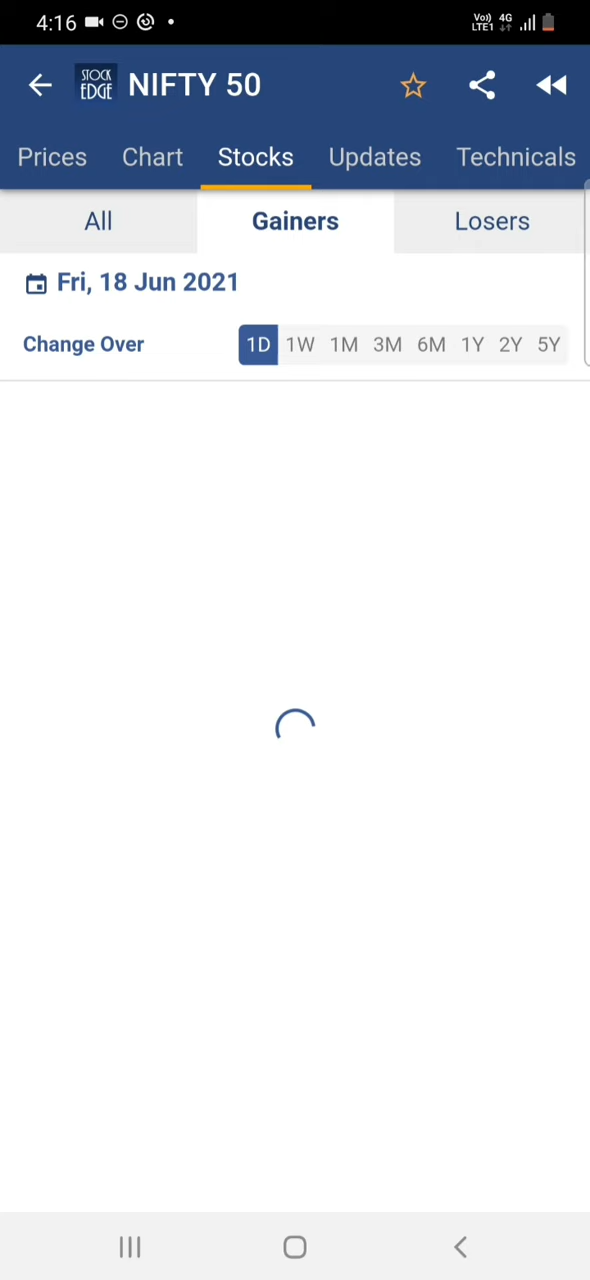 4:16 Vo)) 4G
LTE1
STOCK
EDGE NIFTY 50
Prices Chart Stocks Updates Technicals
All Gainers Losers
Fri, 18 Jun 2021
Change Over 1D 1W 1M 3M 6M 1Y 2Y 5Y